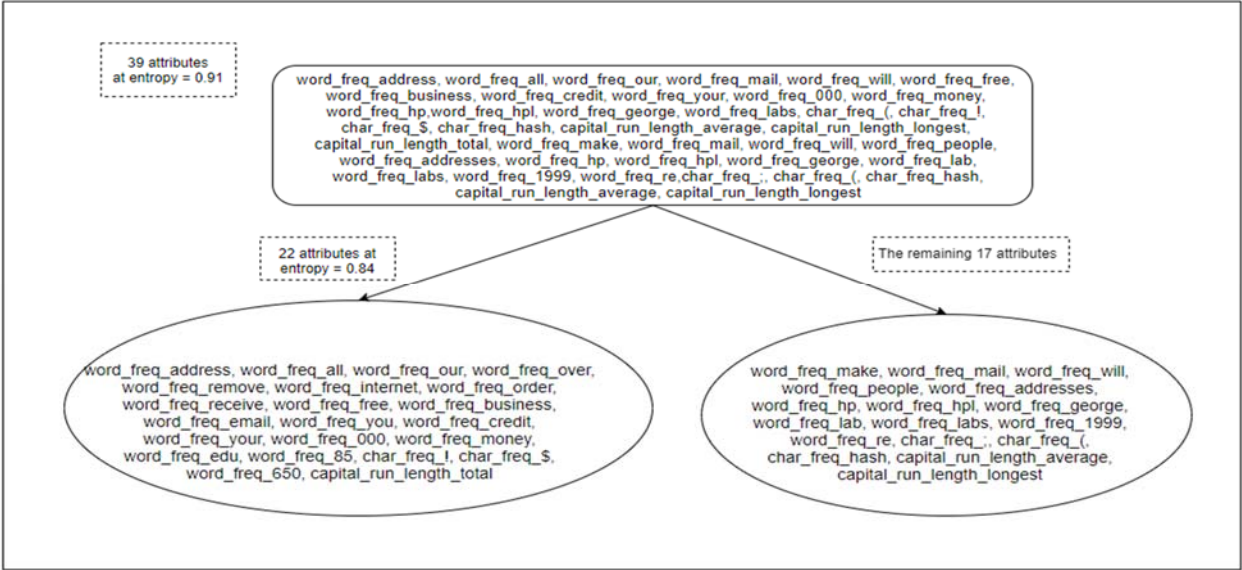 39 attributes
at entropy = 0.91
word_freq_address, word_freq_all, word_freq_our, word_freq_mail, word_freq_will, word_freq_free,
word_freq_business, word_freq_credit, word_freq_your, word_freq_000, word_freq_money,
word_freq_hp,word_freq_hpl, word_freq_george, word_freq_labs, char_freq_(, char_freq_!,
char_freq_$, char_freq_hash, capital_run_length_average, capital_run_length_longest,
capital_run_length_total, word_freq_make, word_freq_mail, word_freq_will, word_freq_people,
word_freq_addresses, word_freq_hp, word_freq_hpl, word_freq_george, word_freq_lab,
word_freq_labs, word_freq_1999, word_freq_re,char_freq_;, char_freq_(, char_freq_hash,
capital_run_length_average, capital_run_length_longest
22 attributes at
entropy = 0.84
The remaining 17 attributes
word_freq_address, word_freq_all, word_freq_our, word_freq_over,
word_freq_remove, word_freq_internet, word_freq_order,
word_freq_receive, word_freq_free, word_freq_business,
word_freq_email, word_freq_you, word_freq_credit,
word_freq_your, word_freq_000, word_freq_money,
word_freq_edu, word_freq_85, char_freq_!, char_freq_$,
word_freq_650, capital_run_length_total
word_freq_make, word_freq_mail, word_freq_will,
word_freq_people, word_freq_addresses,
word_freq_hp, word_freq_hpl, word_freq_george,
word_freq_lab, word_freq_labs, word_freq_1999,
word_freq_re, char_freq_;, char_freq_(,
char_freq_hash, capital_run_length_average,
capital_run_length_longest